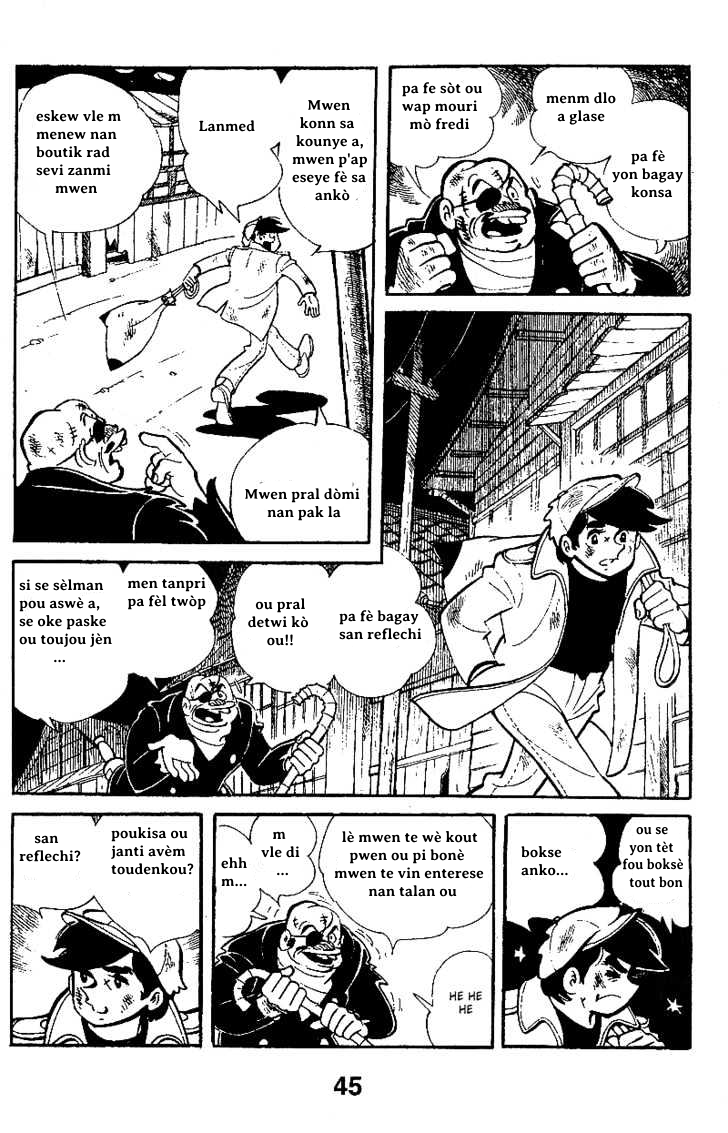 eskew vle m
menew nan
boutik rad
sevi zanmi
mwen
Lanmed
Mwen
konn sa
kounye a,
mwen p'ap
eseye fè sa
ankò
Mwen pral dòmi
nan pak la
pa fe sòt ou
wap mouri
mò fredi
menm dlo
a glase
pa fè
yon bagay
konsa
si se sèlman
pou aswè a,
se oke paske
ou toujou jèn
...
men tanpri
pa fèl twòp
ou pral
detwi kò
ou!!
pa fè bagay
san reflechi
san
reflechi?
poukisa ou
janti avèm
toudenkou?
ehh
m...
m
vle di
...
lè mwen te wè kout
pwen ou pi bonè
mwen te vin enterese
nan talan ou
HE HE
HE
bokse
anko...
ou se
yon tèt
fou boksè
tout bon
45